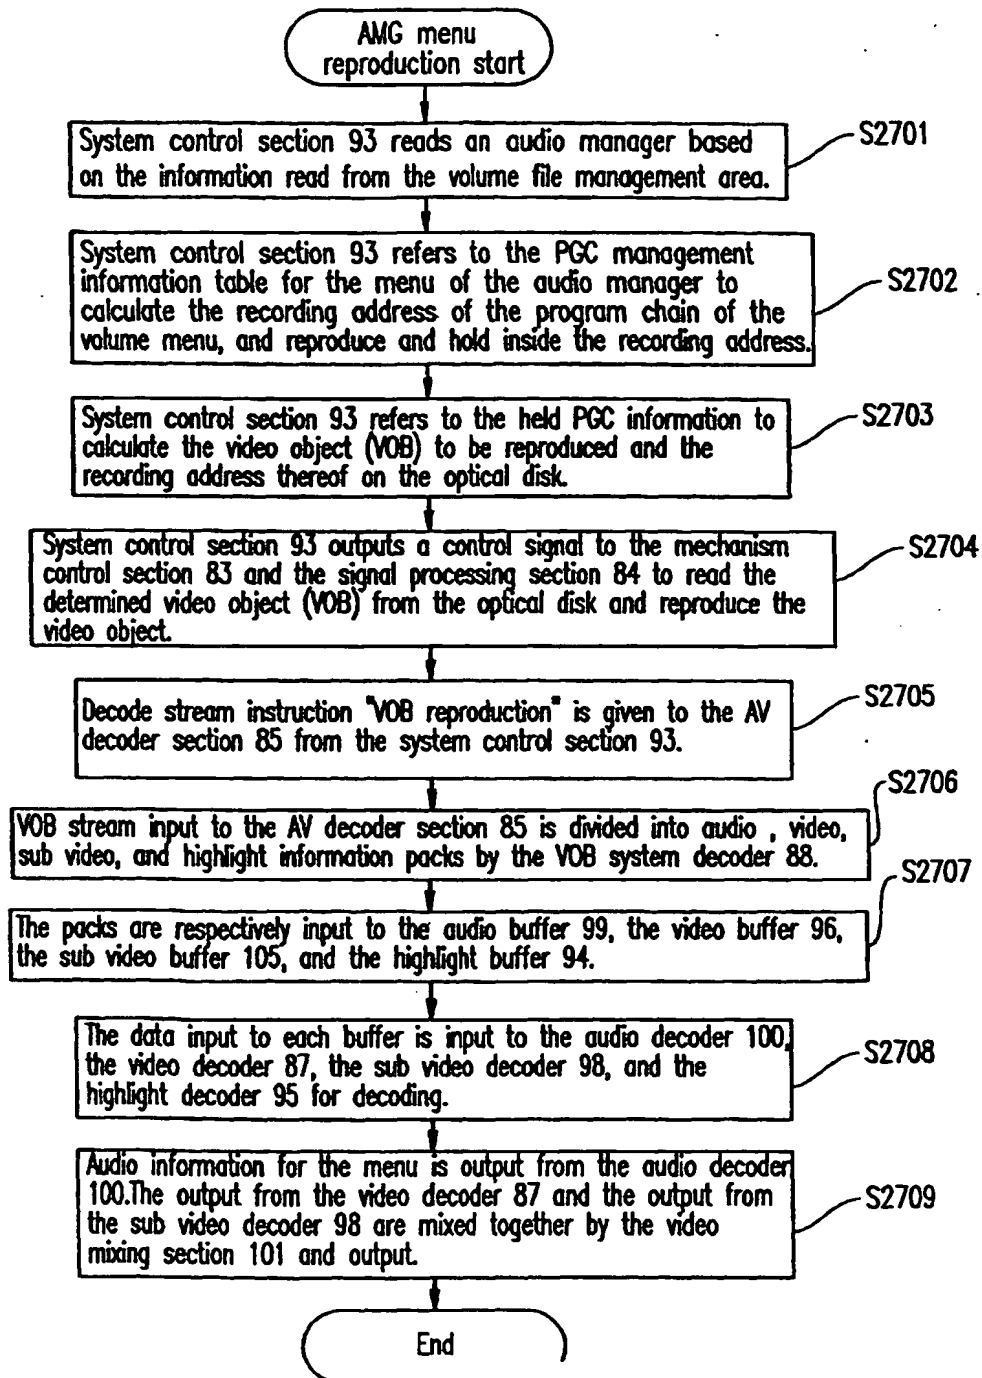 AMG menu
reproduction start
System control section 93 reads an audio manager based
on the information read from the volume file management area.
S2701
System control section 93 refers to the PGC management
information table for the menu of the audio manager to
calculate the recording address of the program chain of the
volume menu, and reproduce and hold inside the recording address.
S2702
System control section 93 refers to the held PGC information to
calculate the video object (VOB) to be reproduced and the
recording address thereof on the optical disk.
S2703
System control section 93 outputs a control signal to the mechanism
control section 83 and the signal processing section 84 to read the
determined video object (VOB) from the optical disk and reproduce the
video object.
S2704
Decode stream instruction "VOB reproduction" is given to the AV
decoder section 85 from the system control section 93.
S2705
VOB stream input to the AV decoder section 85 is divided into audio , video,
sub video, and highlight information packs by the VOB system decoder 88.
S2706
The packs are respectively input to the audio buffer 99, the video buffer 96,
the sub video buffer 105, and the highlight buffer 94.
S2707
The data input to each buffer is input to the audio decoder 100,
the video decoder 87, the sub video decoder 98, and the
highlight decoder 95 for decoding.
S2708
Audio information for the menu is output from the audio decoder
100.The output from the video decoder 87 and the output from
the sub video decoder 98 are mixed together by the video
mixing section 101 and output.
S2709
End